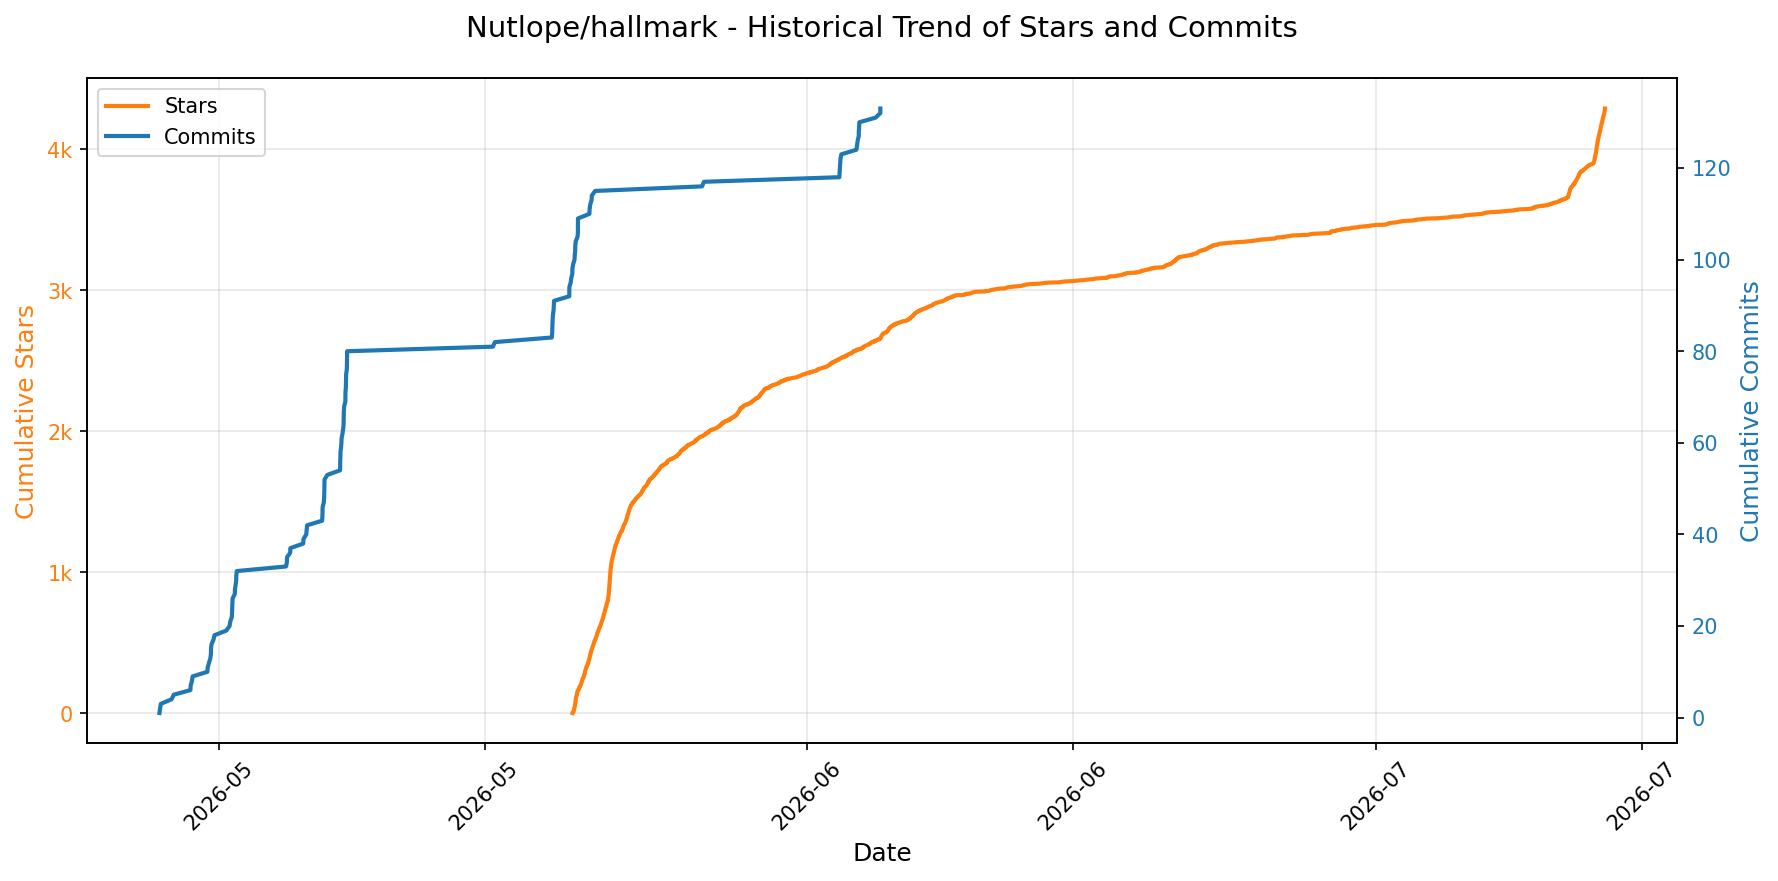 Nutlope/hallmark - Historical Trend of Stars and Commits
Stars
Commits
4k
3k
2k
1k
0
Cumulative Stars
120
100
80
60
40
20
0
Cumulative Commits
2026-05
2026-05
2026-06
2026-06
2026-07
2026-07
Date